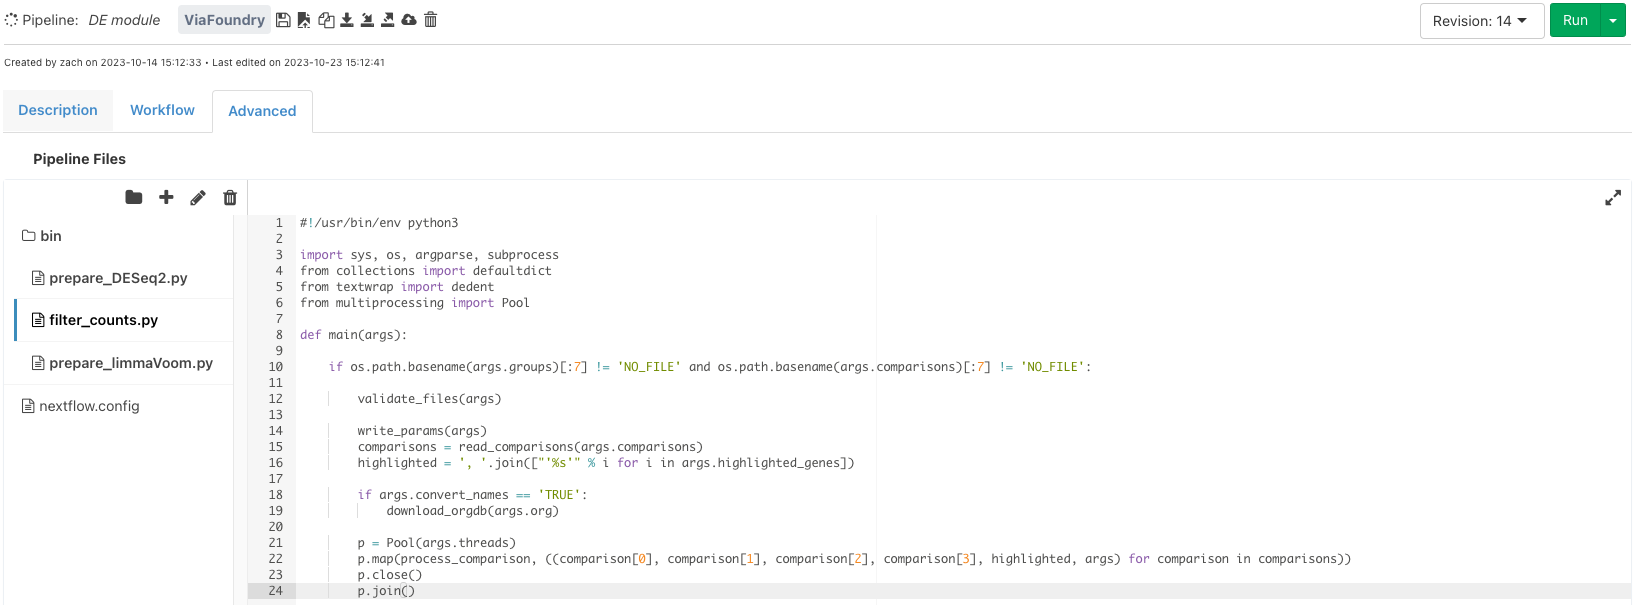 Pipeline: DE module ViaFoundry Revision: 14 Run
Created by zach on 2023-10-14 15:12:33 • Last edited on 2023-10-23 15:12:41
Description Workflow Advanced
Pipeline Files
bin
prepare_DESeq2.py
filter_counts.py
prepare_limmaVoom.py
nextflow.config
1 #!/usr/bin/env python3
2
3 import sys, os, argparse, subprocess
4 from collections import defaultdict
5 from textwrap import dedent
6 from multiprocessing import Pool
7
8 def main(args):
9
10     if os.path.basename(args.groups)[:7] != 'NO_FILE' and os.path.basename(args.comparisons)[:7] != 'NO_FILE':
11
12         validate_files(args)
13
14         write_params(args)
15         comparisons = read_comparisons(args.comparisons)
16         highlighted = ', '.join(["'%s'" % i for i in args.highlighted_genes])
17
18         if args.convert_names == 'TRUE':
19             download_orgdb(args.org)
20
21         p = Pool(args.threads)
22         p.map(process_comparison, ((comparison[0], comparison[1], comparison[2], comparison[3], highlighted, args) for comparison in comparisons))
23         p.close()
24         p.join()